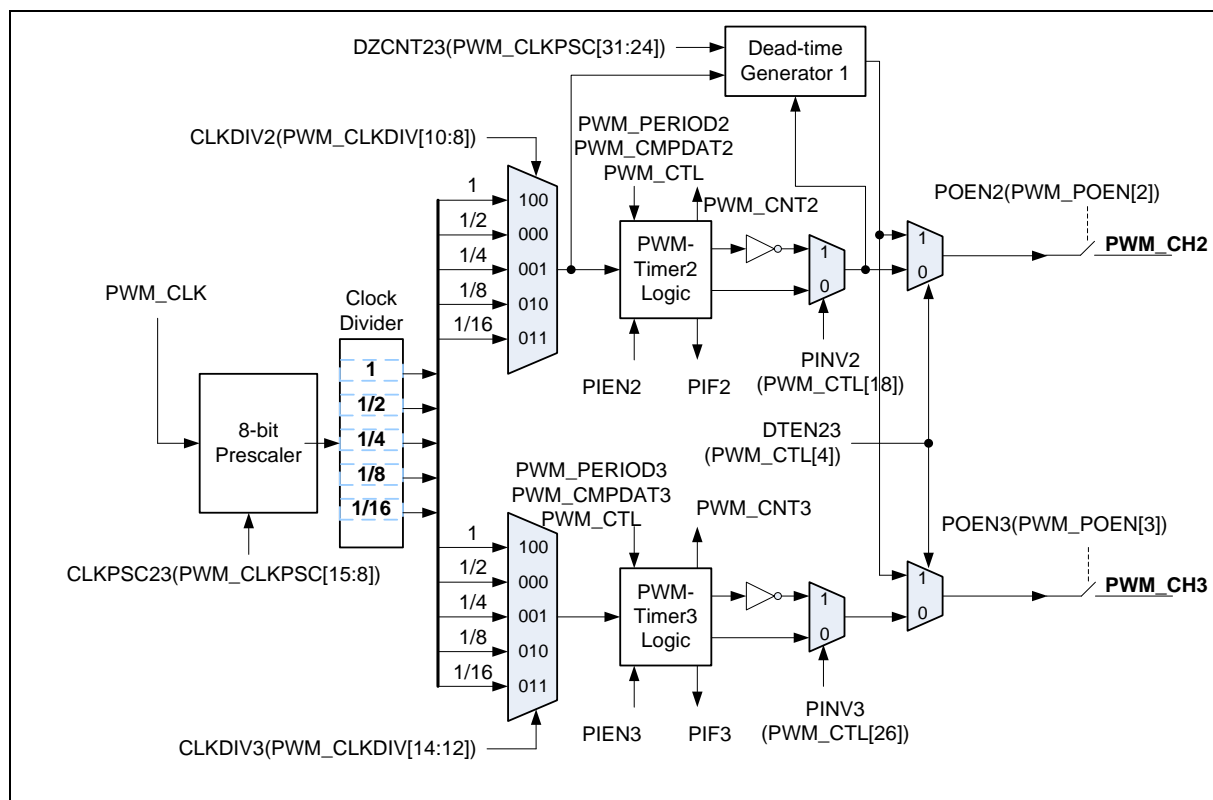 DZCNT23(PWM_CLKPSC[31:24])
Dead-time
Generator 1
CLKDIV2(PWM_CLKDIV[10:8])
PWM_PERIOD2
PWM_CMPDAT2
PWM_CTL
PWM_CNT2
POEN2(PWM_POEN[2])
PWM_CH2
1
1/2
1/4
1/8
1/16
100
000
001
010
011
PWM-
Timer2
Logic
1
0
1
0
PIEN2
PIF2
PINV2
(PWM_CTL[18])
PWM_CLK
Clock
Divider
8-bit
Prescaler
1
1/2
1/4
1/8
1/16
CLKPSC23(PWM_CLKPSC[15:8])
DTEN23
(PWM_CTL[4])
PWM_PERIOD3
PWM_CMPDAT3
PWM_CTL
PWM_CNT3
POEN3(PWM_POEN[3])
PWM_CH3
1
1/2
1/4
1/8
1/16
100
000
001
010
011
PWM-
Timer3
Logic
1
0
1
0
PIEN3
PIF3
PINV3
(PWM_CTL[26])
CLKDIV3(PWM_CLKDIV[14:12])